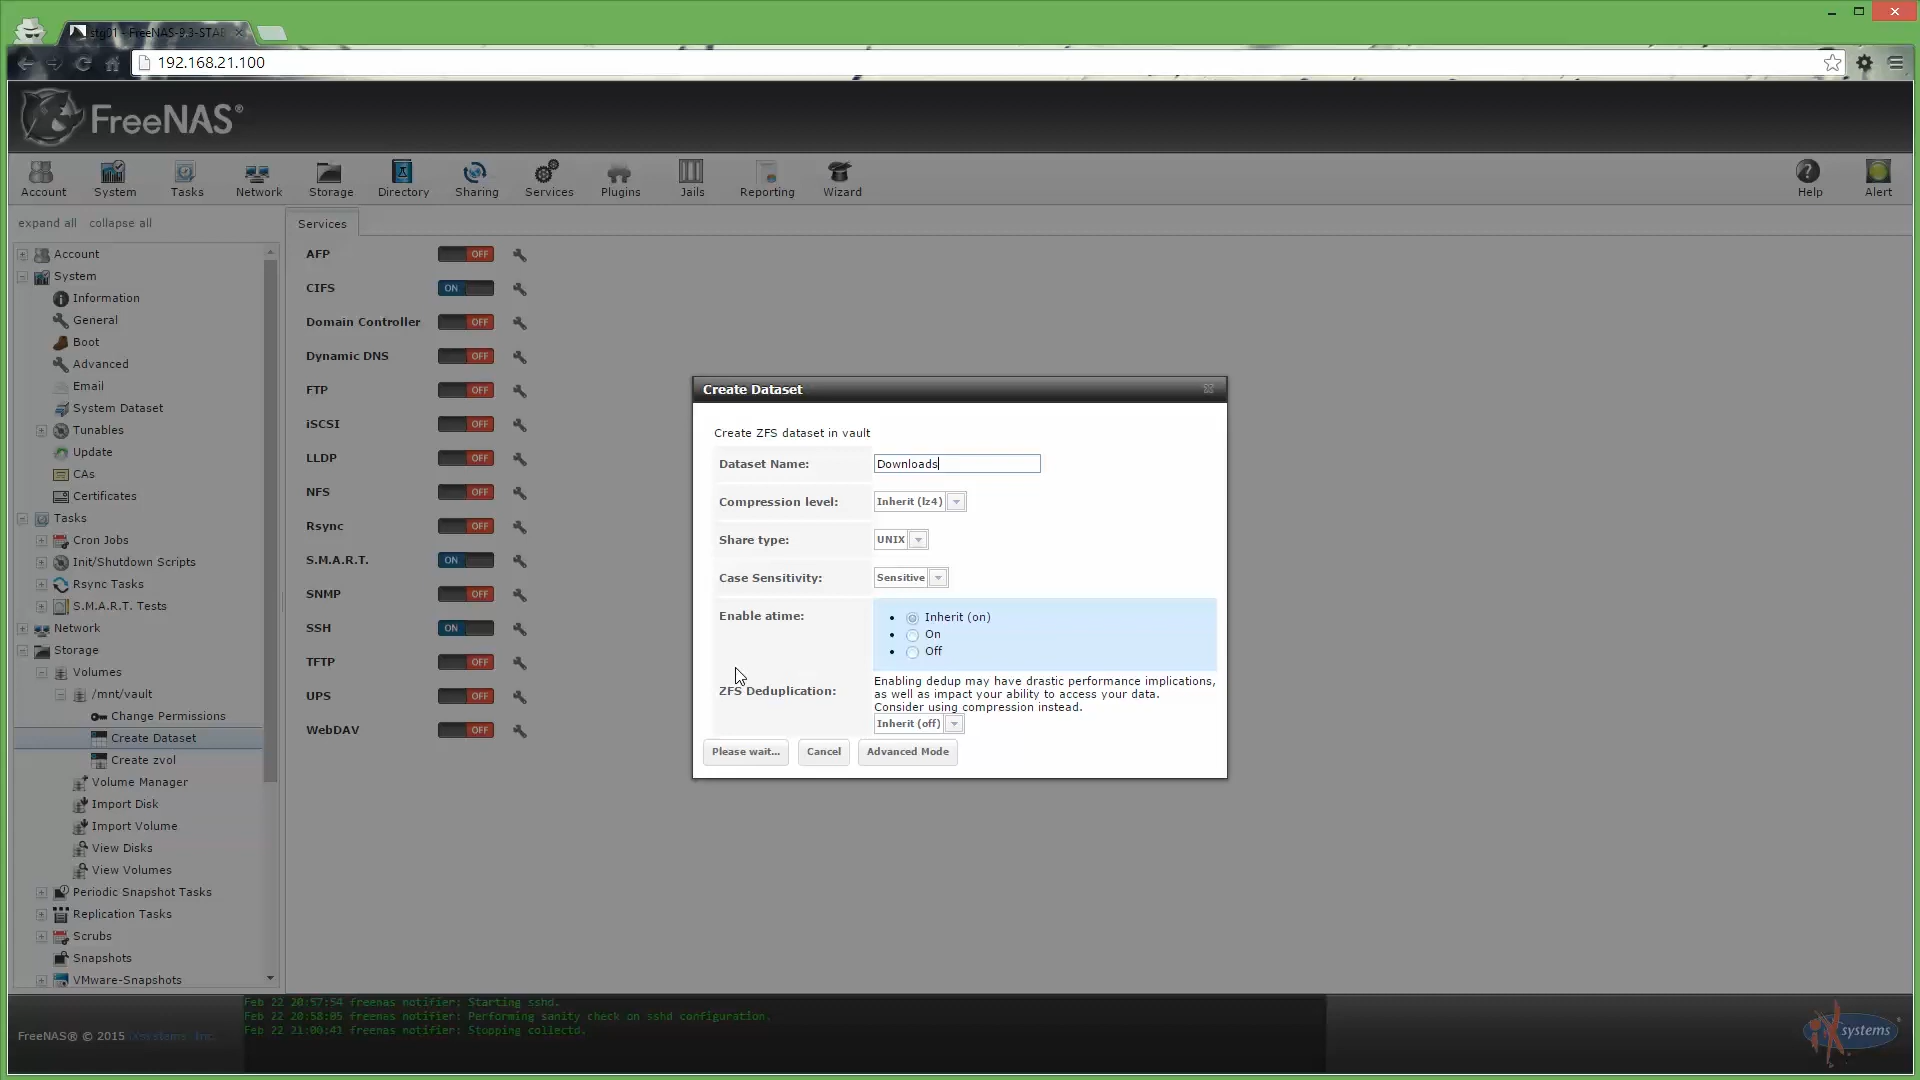 stg01 - FreeNAS-9.3-STAB
192.168.21.100
FreeNAS®
Account
System
Tasks
Network
Storage
Directory
Sharing
Services
Plugins
Jails
Reporting
Wizard
Help
Alert
expand all
collapse all
Account
System
Information
General
Boot
Advanced
Email
System Dataset
Tunables
Update
CAs
Certificates
Tasks
Cron Jobs
Init/Shutdown Scripts
Rsync Tasks
S.M.A.R.T. Tests
Network
Storage
Volumes
/mnt/vault
Change Permissions
Create Dataset
Create zvol
Volume Manager
Import Disk
Import Volume
View Disks
View Volumes
Periodic Snapshot Tasks
Replication Tasks
Scrubs
Snapshots
VMware-Snapshots
Services
AFP OFF
CIFS ON
Domain Controller OFF
Dynamic DNS OFF
FTP OFF
iSCSI OFF
LLDP OFF
NFS OFF
Rsync OFF
S.M.A.R.T. ON
SNMP OFF
SSH ON
TFTP OFF
UPS OFF
WebDAV OFF
Create Dataset
Create ZFS dataset in vault
Dataset Name: Downloads
Compression level: Inherit (lz4)
Share type: UNIX
Case Sensitivity: Sensitive
Enable atime:
Inherit (on)
On
Off
ZFS Deduplication:
Enabling dedup may have drastic performance implications,
as well as impact your ability to access your data.
Consider using compression instead.
Inherit (off)
Please wait...
Cancel
Advanced Mode
Feb 22 20:57:54 freenas notifier: Starting sshd.
Feb 22 20:58:05 freenas notifier: Performing sanity check on sshd configuration.
Feb 22 21:00:41 freenas notifier: Stopping collectd.
FreeNAS® © 2015 iXsystems, Inc.
iXsystems